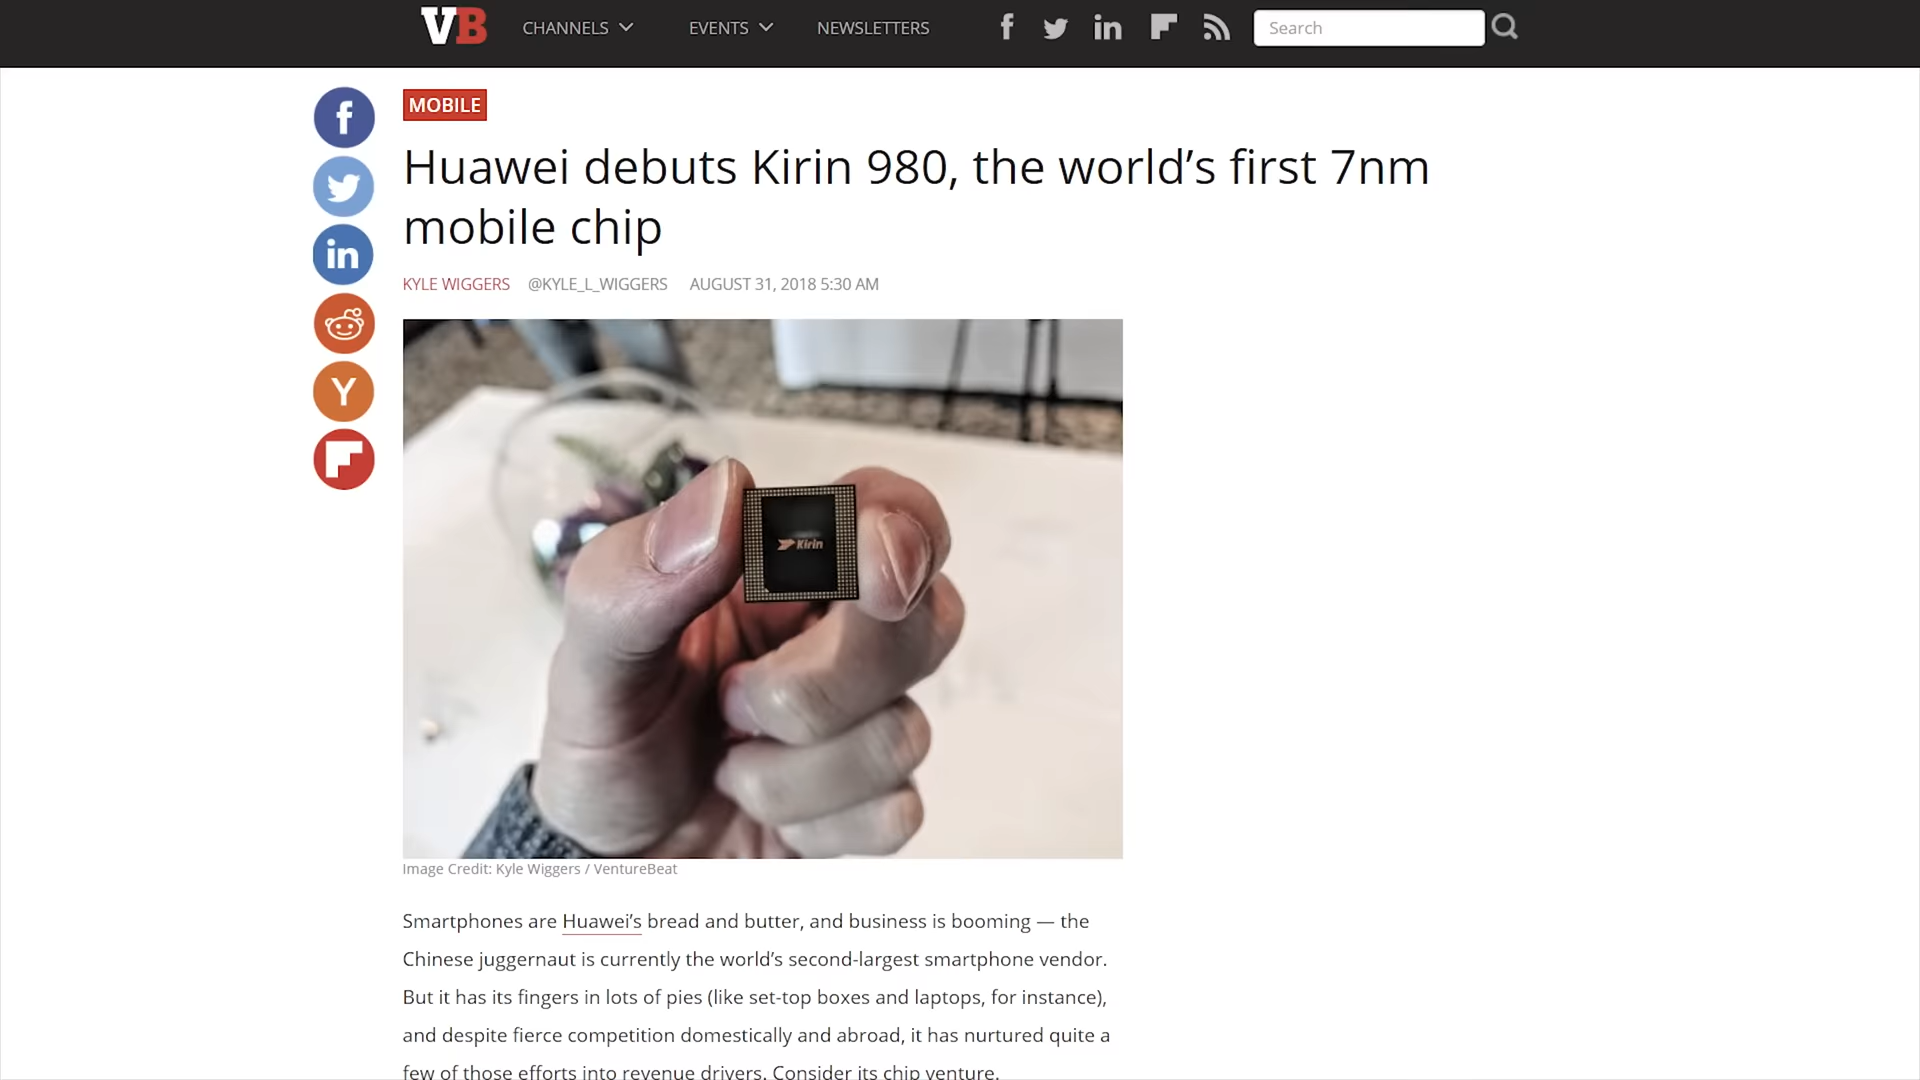 VB CHANNELS EVENTS NEWSLETTERS Search
MOBILE
Huawei debuts Kirin 980, the world’s first 7nm
mobile chip
KYLE WIGGERS @KYLE_L_WIGGERS AUGUST 31, 2018 5:30 AM
Kirin
Image Credit: Kyle Wiggers / VentureBeat
Smartphones are Huawei’s bread and butter, and business is booming — the
Chinese juggernaut is currently the world’s second-largest smartphone vendor.
But it has its fingers in lots of pies (like set-top boxes and laptops, for instance),
and despite fierce competition domestically and abroad, it has nurtured quite a
few of those efforts into revenue drivers. Consider its chip venture.